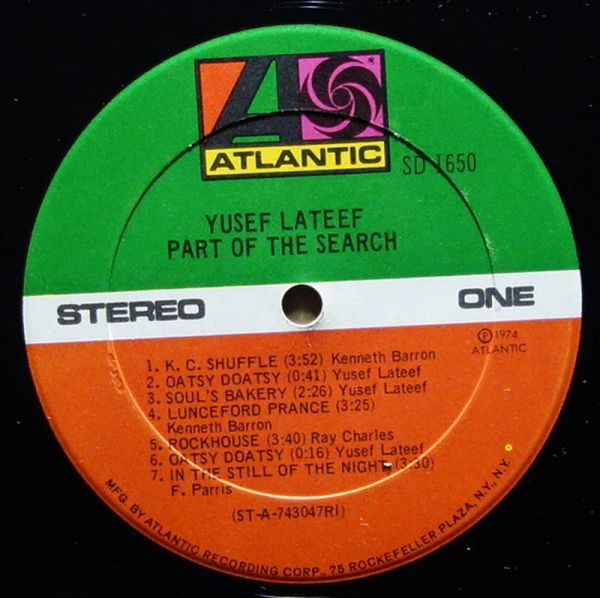 ATLANTIC
SD 1650
YUSEF LATEEF
PART OF THE SEARCH
STEREO
ONE
Ⓟ 1974
ATLANTIC
1. K. C. SHUFFLE (3:52) Kenneth Barron
2. OATSY DOATSY (0:41) Yusef Lateef
3. SOUL'S BAKERY (2:26) Yusef Lateef
4. LUNCEFORD PRANCE (3:25)
Kenneth Barron
5. ROCKHOUSE (3:40) Ray Charles
6. OATSY DOATSY (0:16) Yusef Lateef
7. IN THE STILL OF THE NIGHT (3:30)
F. Parris
(ST-A-743047RI)
MFG. BY ATLANTIC RECORDING CORP., 75 ROCKEFELLER PLAZA, N.Y., N.Y.